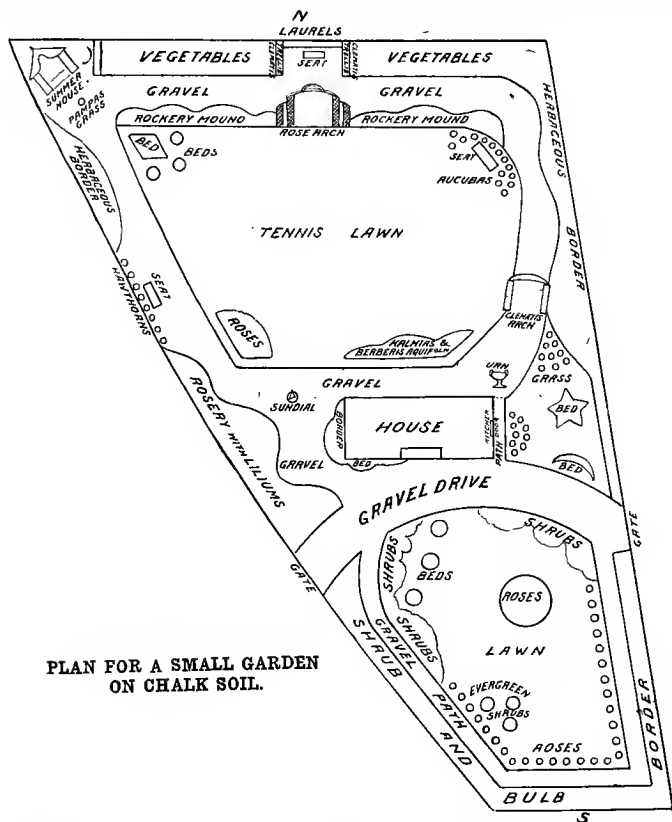 N
LAURELS
VEGETABLES
CLEMATIS
TRELLIS
SEAT
TRELLIS
CLEMATIS
VEGETABLES
SUMMER
HOUSE.
PAMPAS
GRASS
GRAVEL
GRAVEL
ROCKERY MOUND
ROSE ARCH
ROCKERY MOUND
HERBACEOUS
BORDER
BED
BEDS
SEAT
AUCUBAS
HERBACEOUS
BORDER
TENNIS LAWN
HAWTHORNS
SEAT
CLEMATIS
ARCH
ROSES
KALMIAS &
BERBERIS AQUIFOLM
GRAVEL
URN
GRASS
SUNDIAL
ROSERY WITH LILIUMS
BORDER
HOUSE
KITCHEN
DOOR
PATH
BED
GRAVEL
BED
BED
GRAVEL DRIVE
GATE
GATE
SHRUBS
SHRUBS
BEDS
ROSES
SHRUBS
LAWN
GRAVEL
PATH
EVERGREEN
SHRUBS
ROSES
SHRUB
AND
BULB
BORDER
S
PLAN FOR A SMALL GARDEN
ON CHALK SOIL.